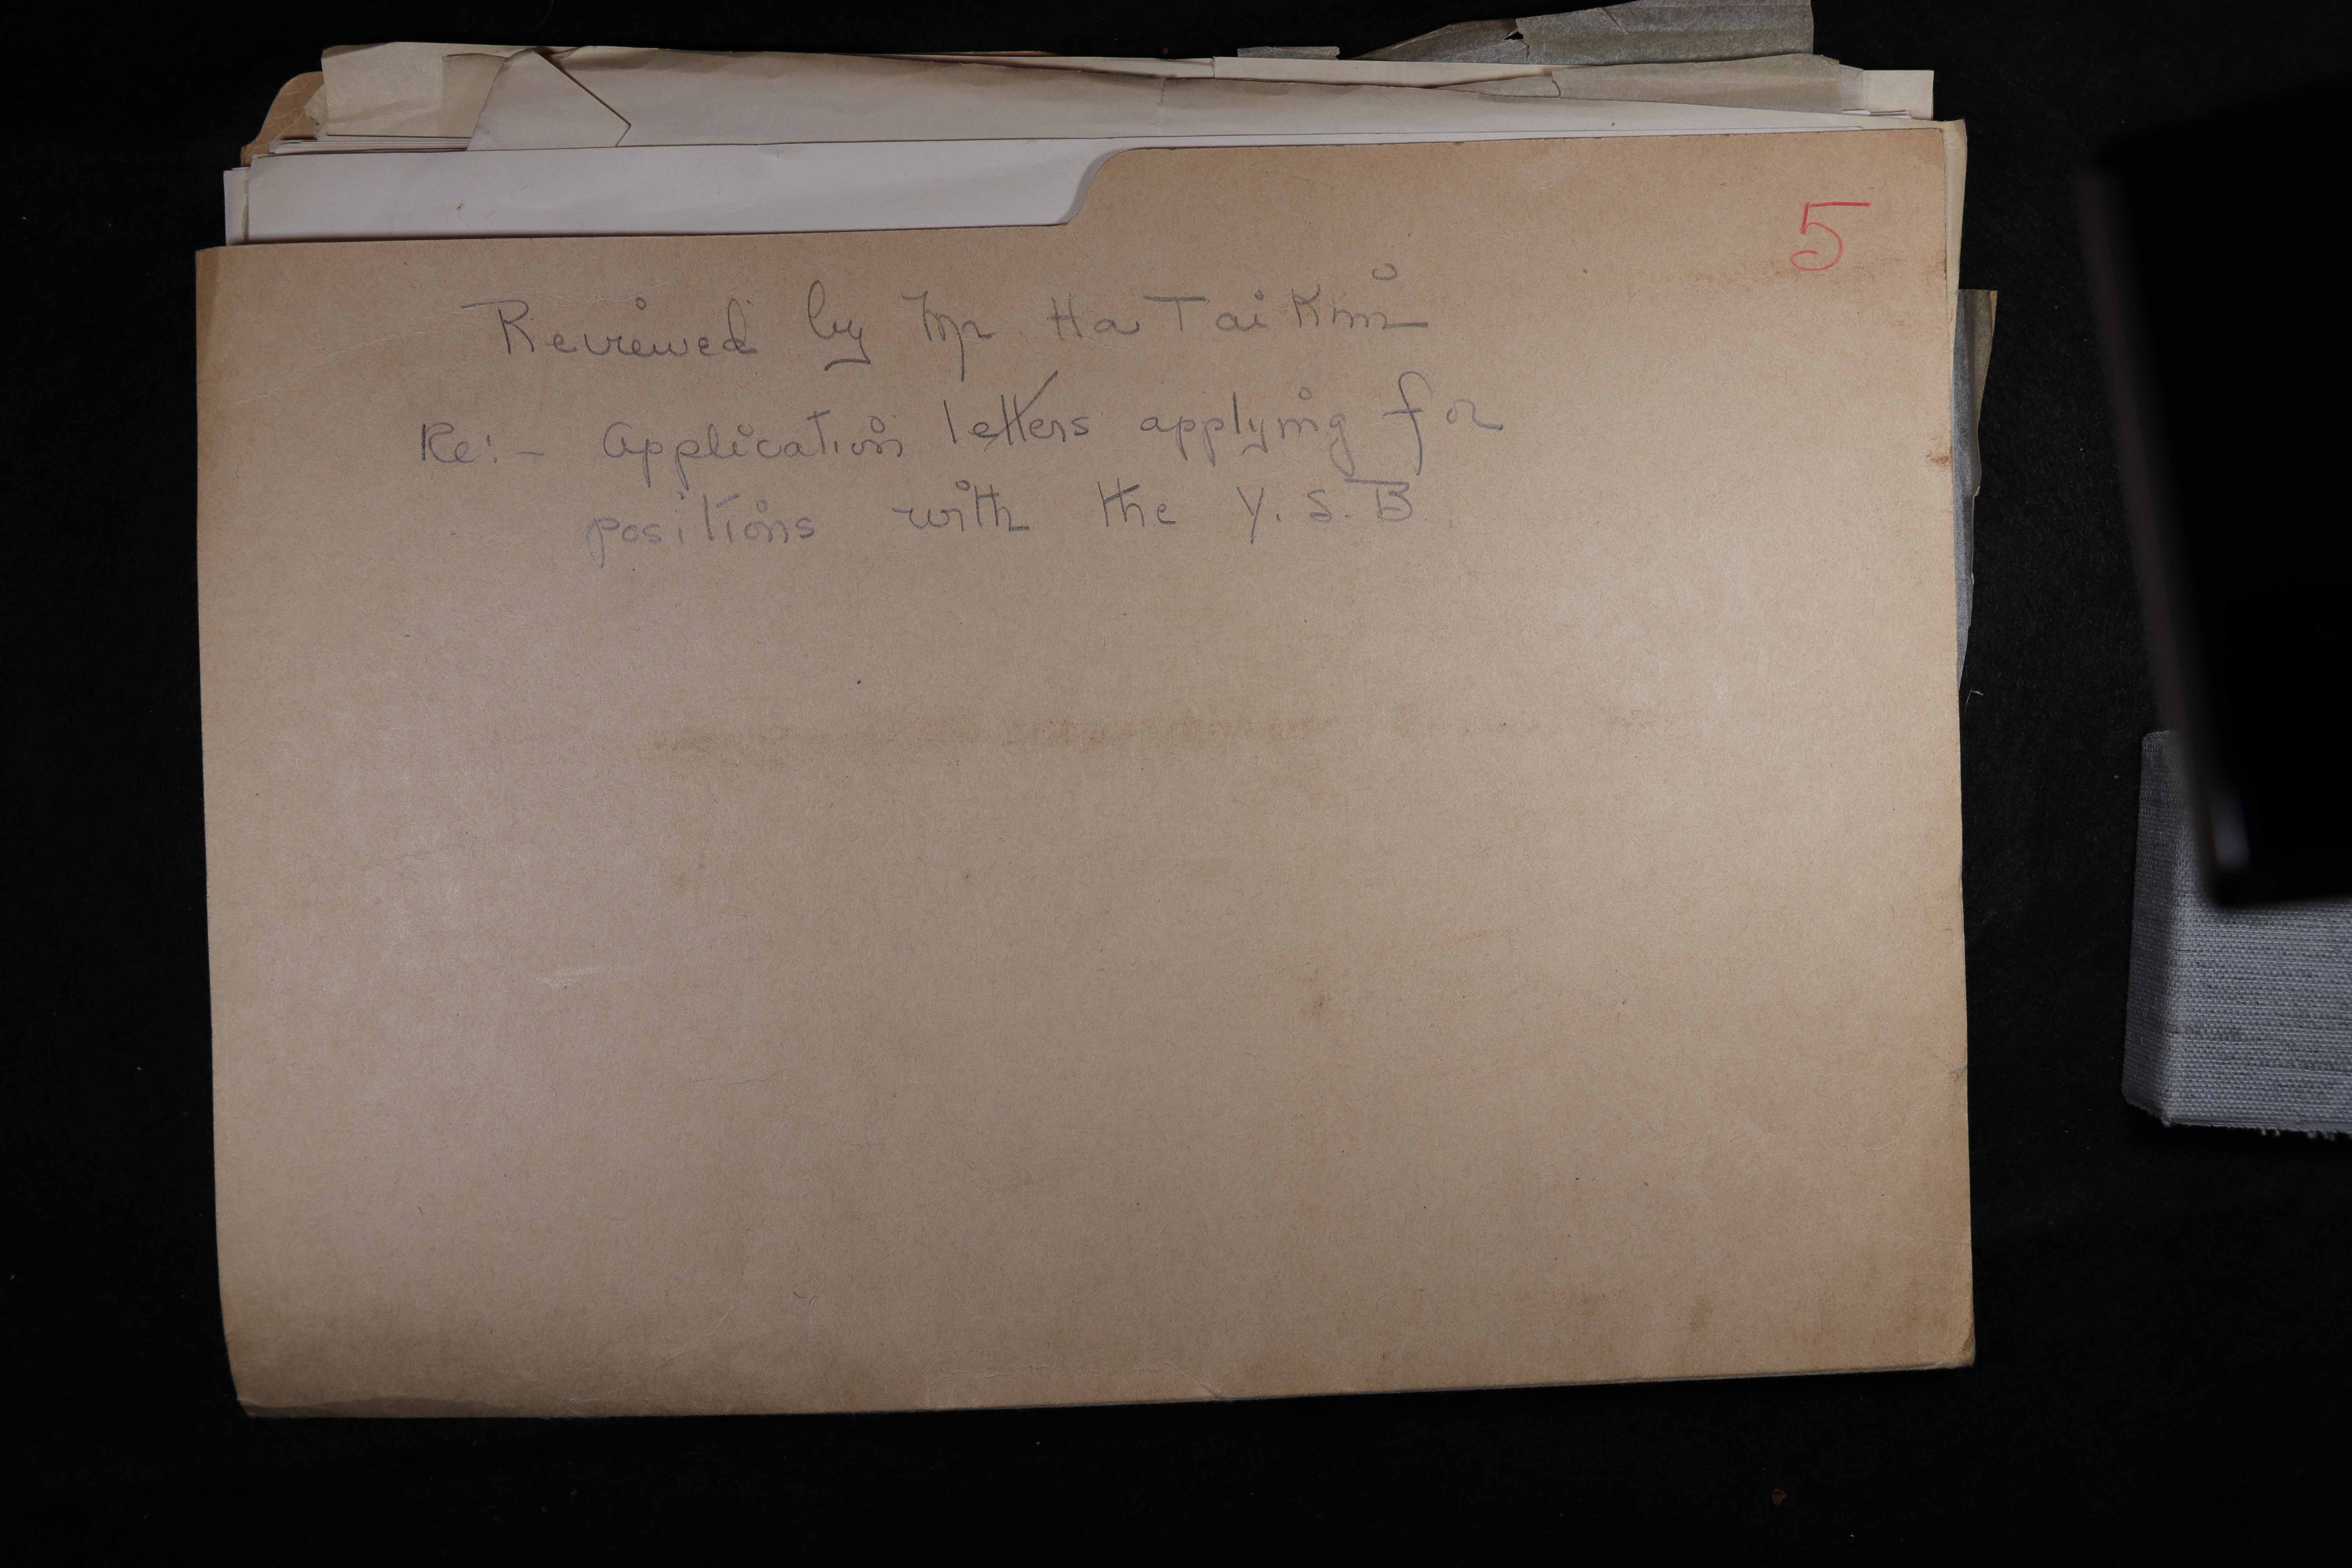 5
Reviewed by Mr. Ha Tai Kim
Re:- Application letters applying for
positions with the Y. S. B